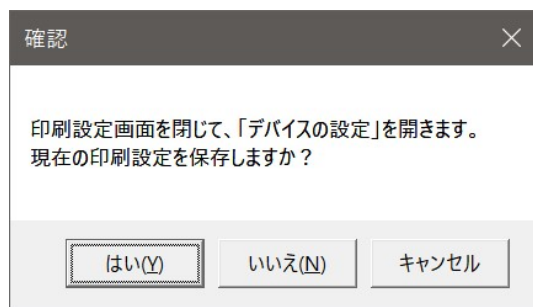 確認
印刷設定画面を閉じて、「デバイスの設定」を開きます。
現在の印刷設定を保存しますか？
はい(Y) いいえ(N) キャンセル